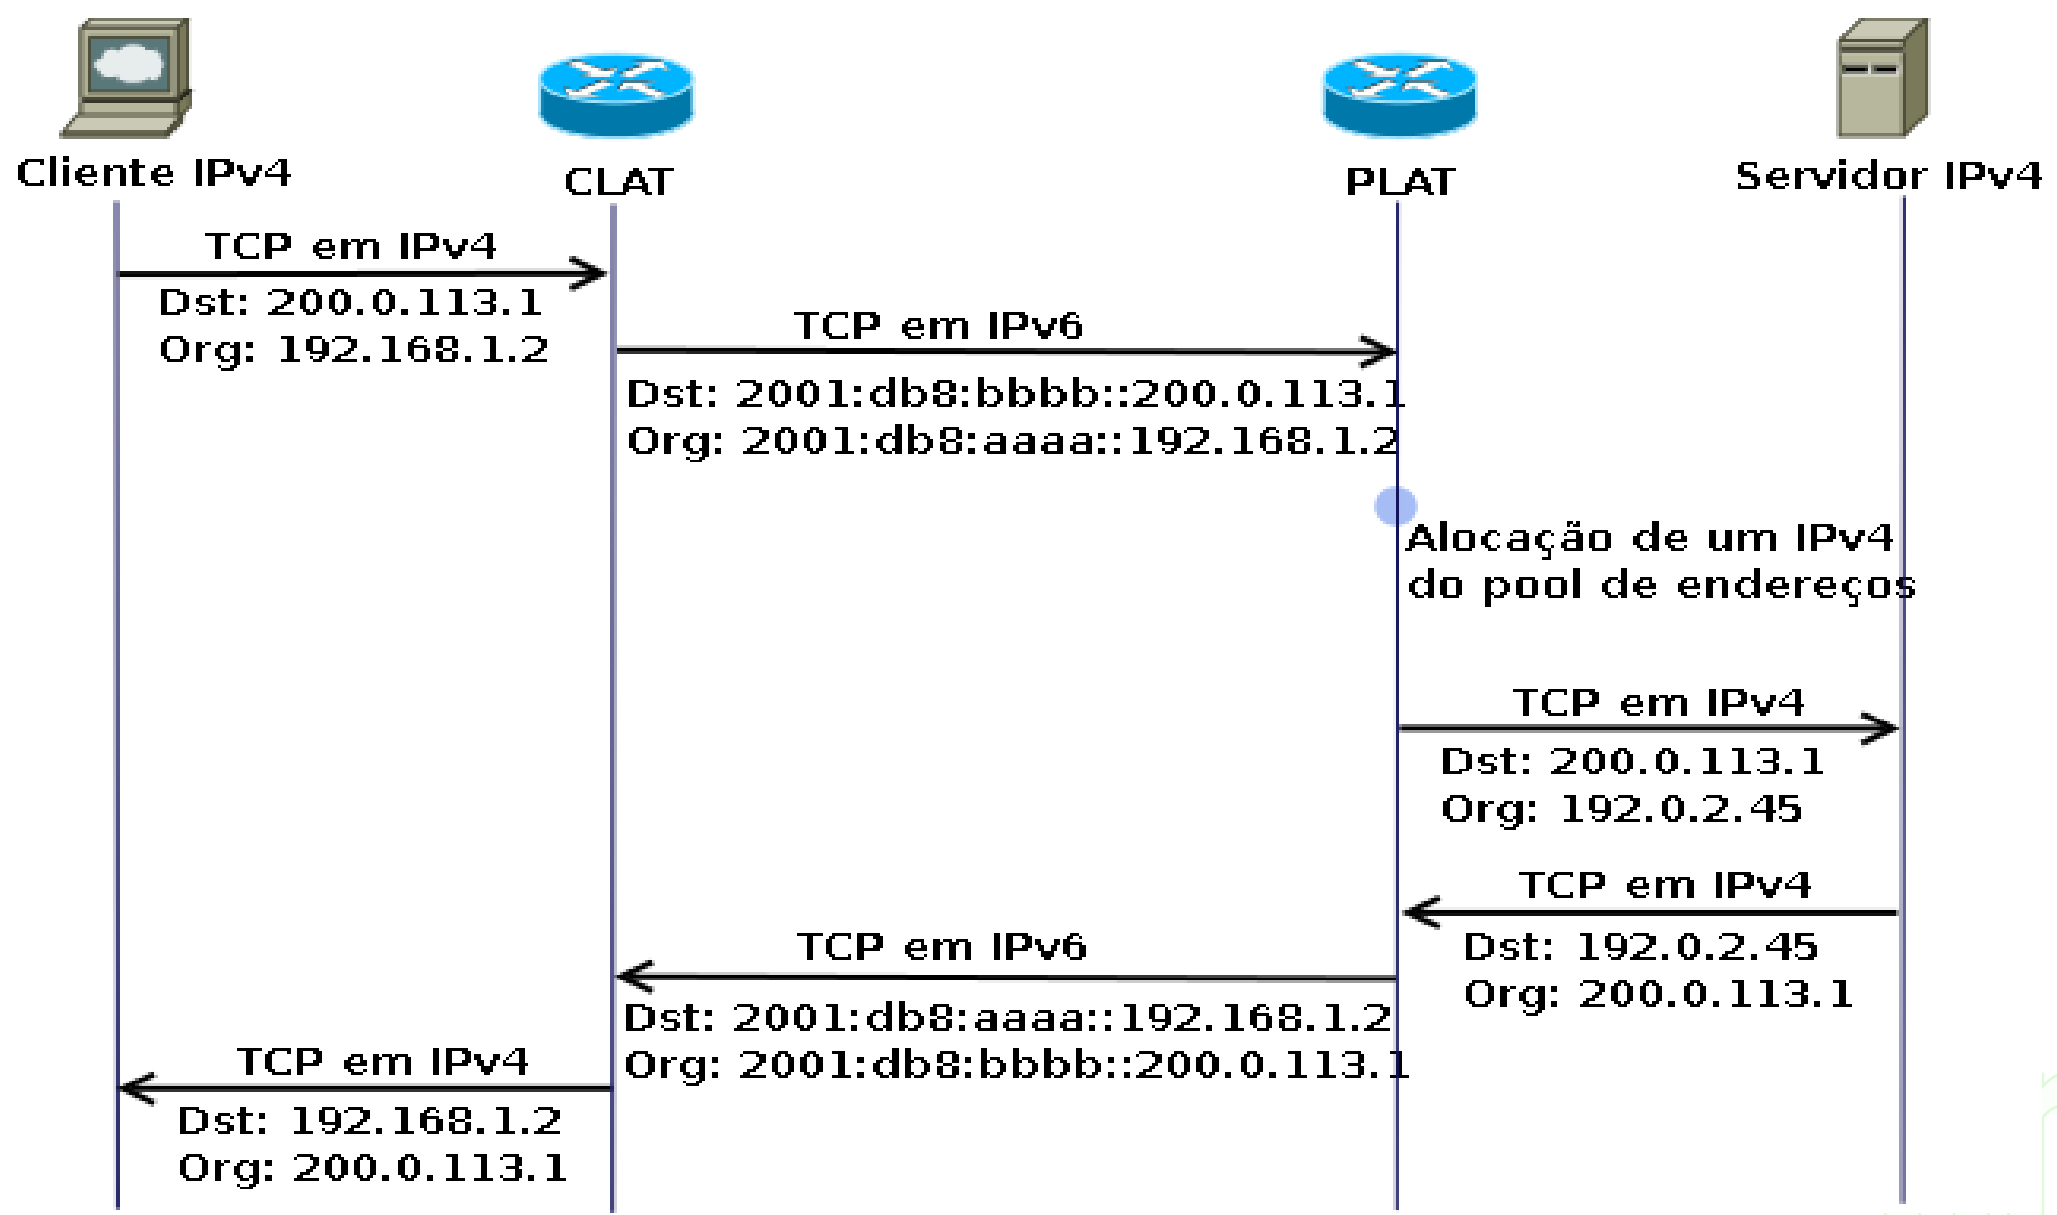 Cliente IPv4
CLAT
PLAT
Servidor IPv4
TCP em IPv4
Dst: 200.0.113.1
Org: 192.168.1.2
TCP em IPv6
Dst: 2001:db8:bbbb::200.0.113.1
Org: 2001:db8:aaaa::192.168.1.2
Alocação de um IPv4
do pool de endereços
TCP em IPv4
Dst: 200.0.113.1
Org: 192.0.2.45
TCP em IPv4
Dst: 192.0.2.45
Org: 200.0.113.1
TCP em IPv6
Dst: 2001:db8:aaaa::192.168.1.2
Org: 2001:db8:bbbb::200.0.113.1
TCP em IPv4
Dst: 192.168.1.2
Org: 200.0.113.1